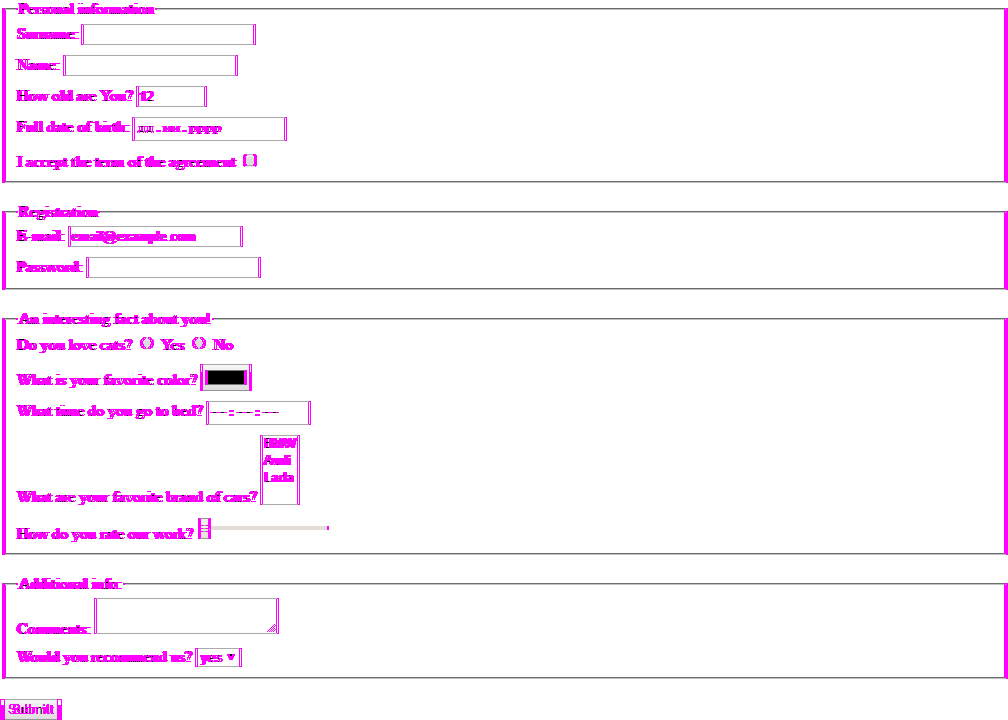 Personal information
Surname:
Name:
How old are You? 12
Full date of birth: дд.мм.гггг
I accept the term of the agreement
Registration
E-mail: email@example.com
Password:
An interesting fact about you!
Do you love cats? Yes No
What is your favorite color?
What time do you go to bed? --:--:--
BMW
Audi
Lada
What are your favorite brand of cars?
How do you rate our work?
Additional info:
Comments:
Would you recommend us? yes
Submit